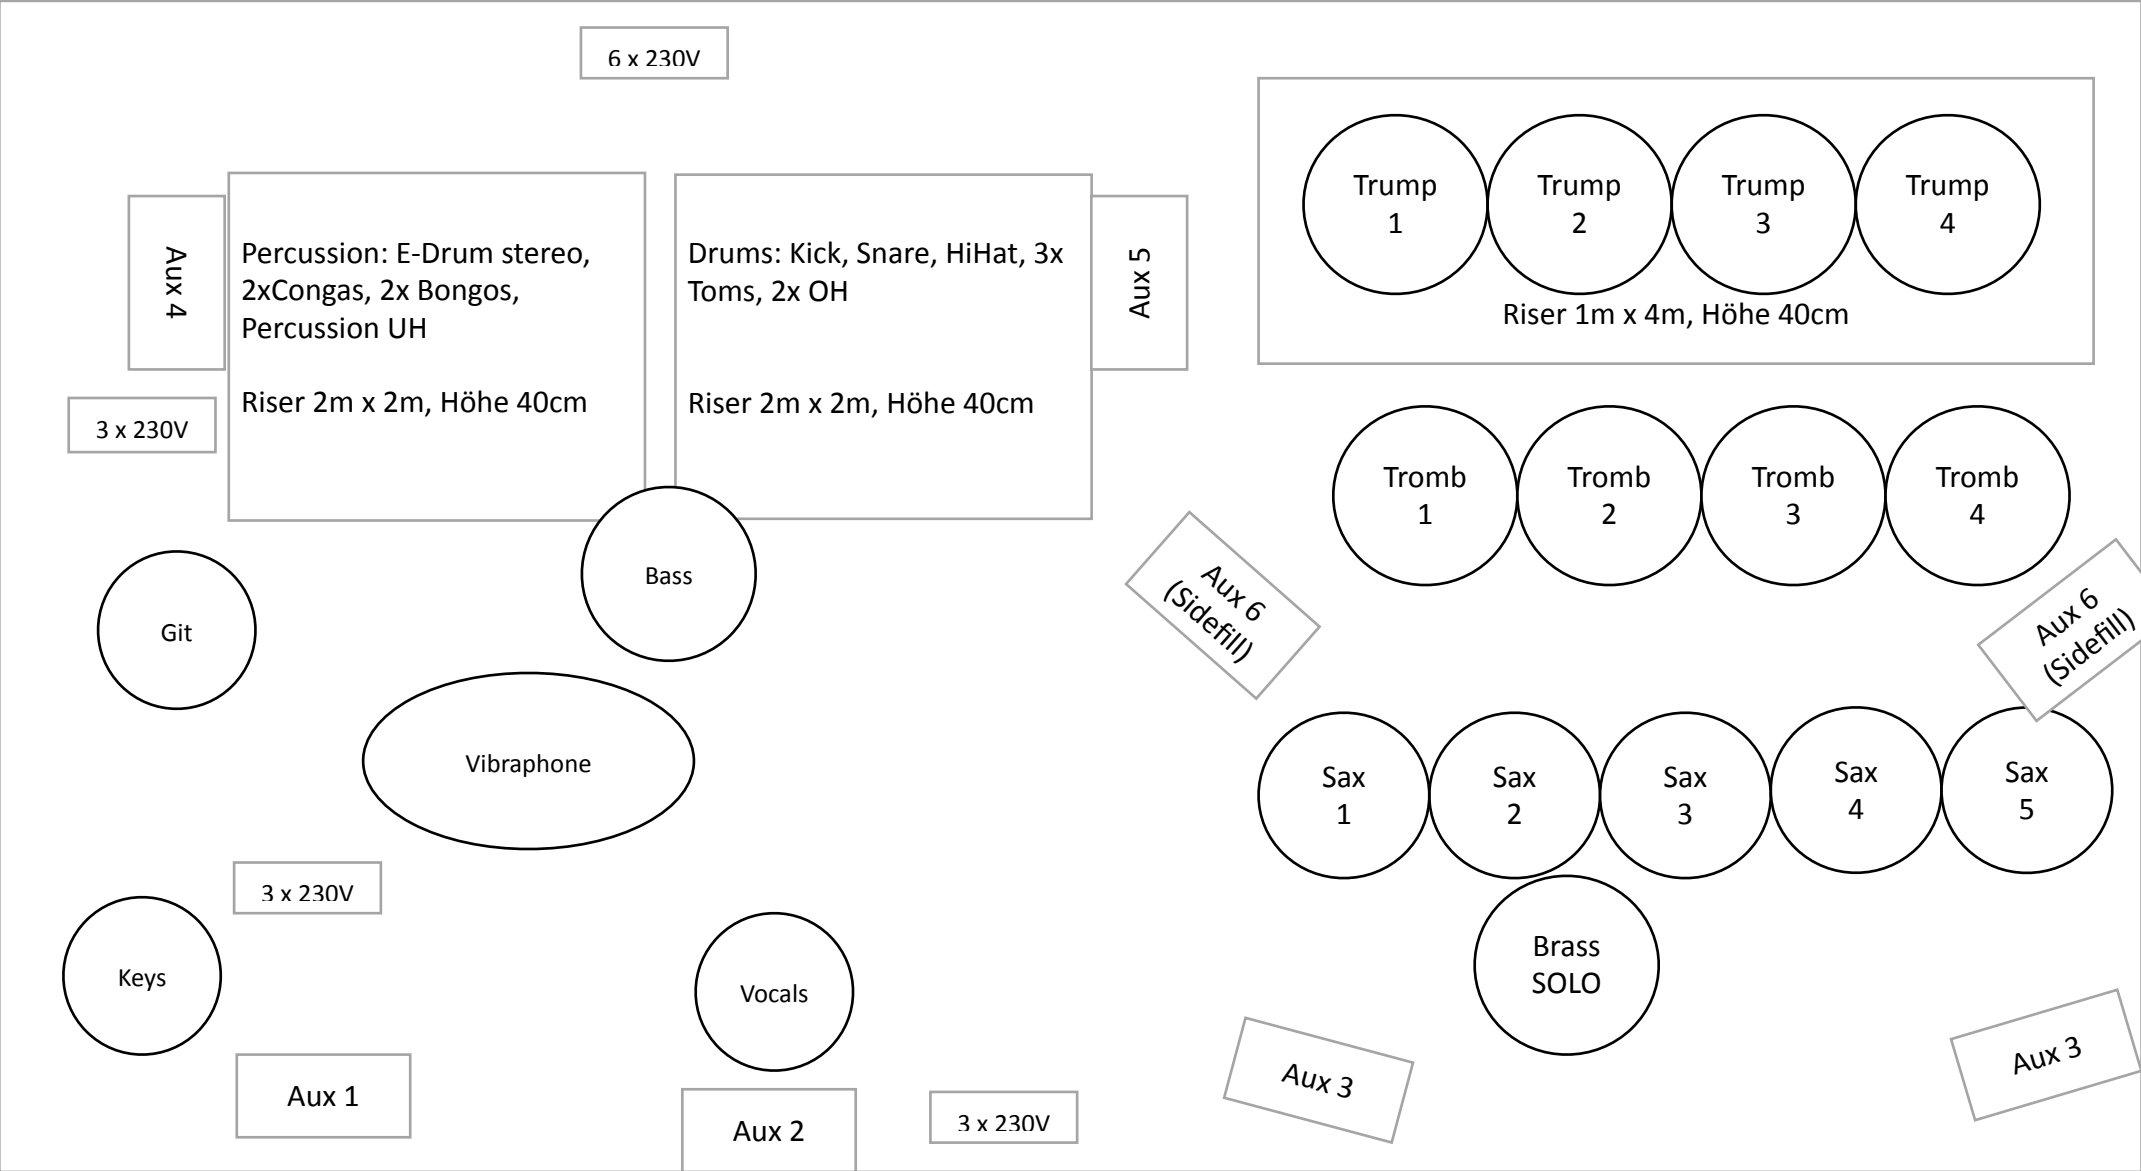 6 x 230V
Trump
1
Trump
2
Trump
3
Trump
4
Riser 1m x 4m, Höhe 40cm
Aux 4
Percussion: E-Drum stereo,
2xCongas, 2x Bongos,
Percussion UH
Riser 2m x 2m, Höhe 40cm
Drums: Kick, Snare, HiHat, 3x
Toms, 2x OH
Riser 2m x 2m, Höhe 40cm
Aux 5
3 x 230V
Tromb
1
Tromb
2
Tromb
3
Tromb
4
Bass
Git
Aux 6
(Sidefill)
Aux 6
(Sidefill)
Vibraphone
Sax
1
Sax
2
Sax
3
Sax
4
Sax
5
3 x 230V
Keys
Vocals
Brass
SOLO
Aux 1
Aux 2
3 x 230V
Aux 3
Aux 3